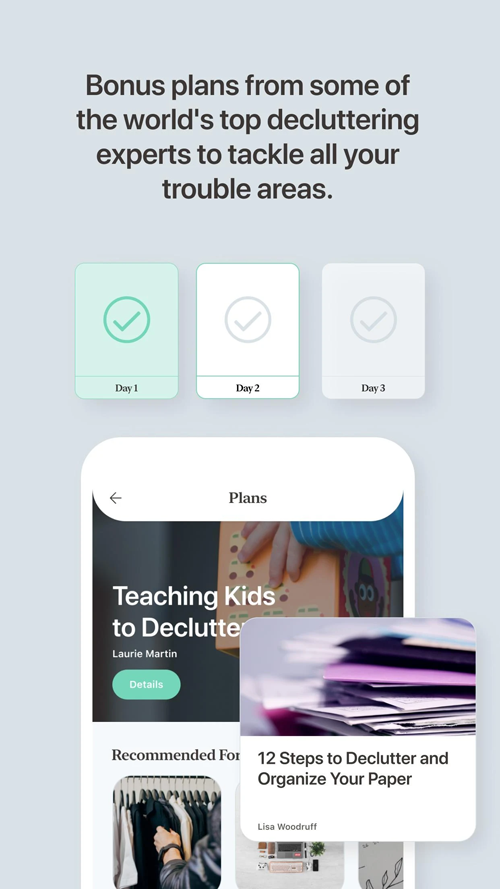 Bonus plans from some of
the world's top decluttering
experts to tackle all your
trouble areas.
Day 1
Day 2
Day 3
Plans
Teaching Kids
to Declutter
Laurie Martin
Details
12 Steps to Declutter and
Organize Your Paper
Lisa Woodruff
Recommended For